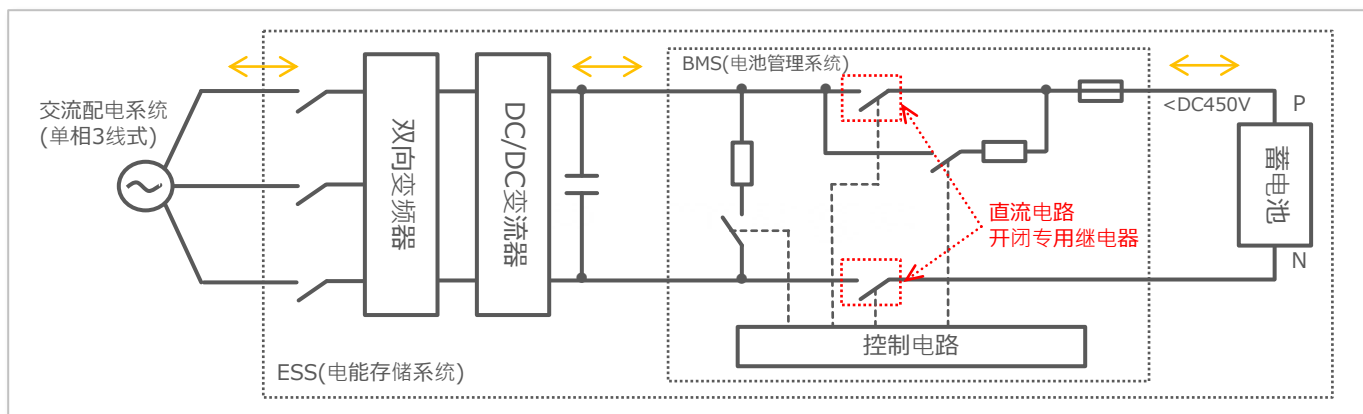 BMS(电池管理系统)
交流配电系统
(单相3线式)
双向变频器
DC/DC变流器
<DC450V
P
蓄电池
N
直流电路
开闭专用继电器
控制电路
ESS(电能存储系统)